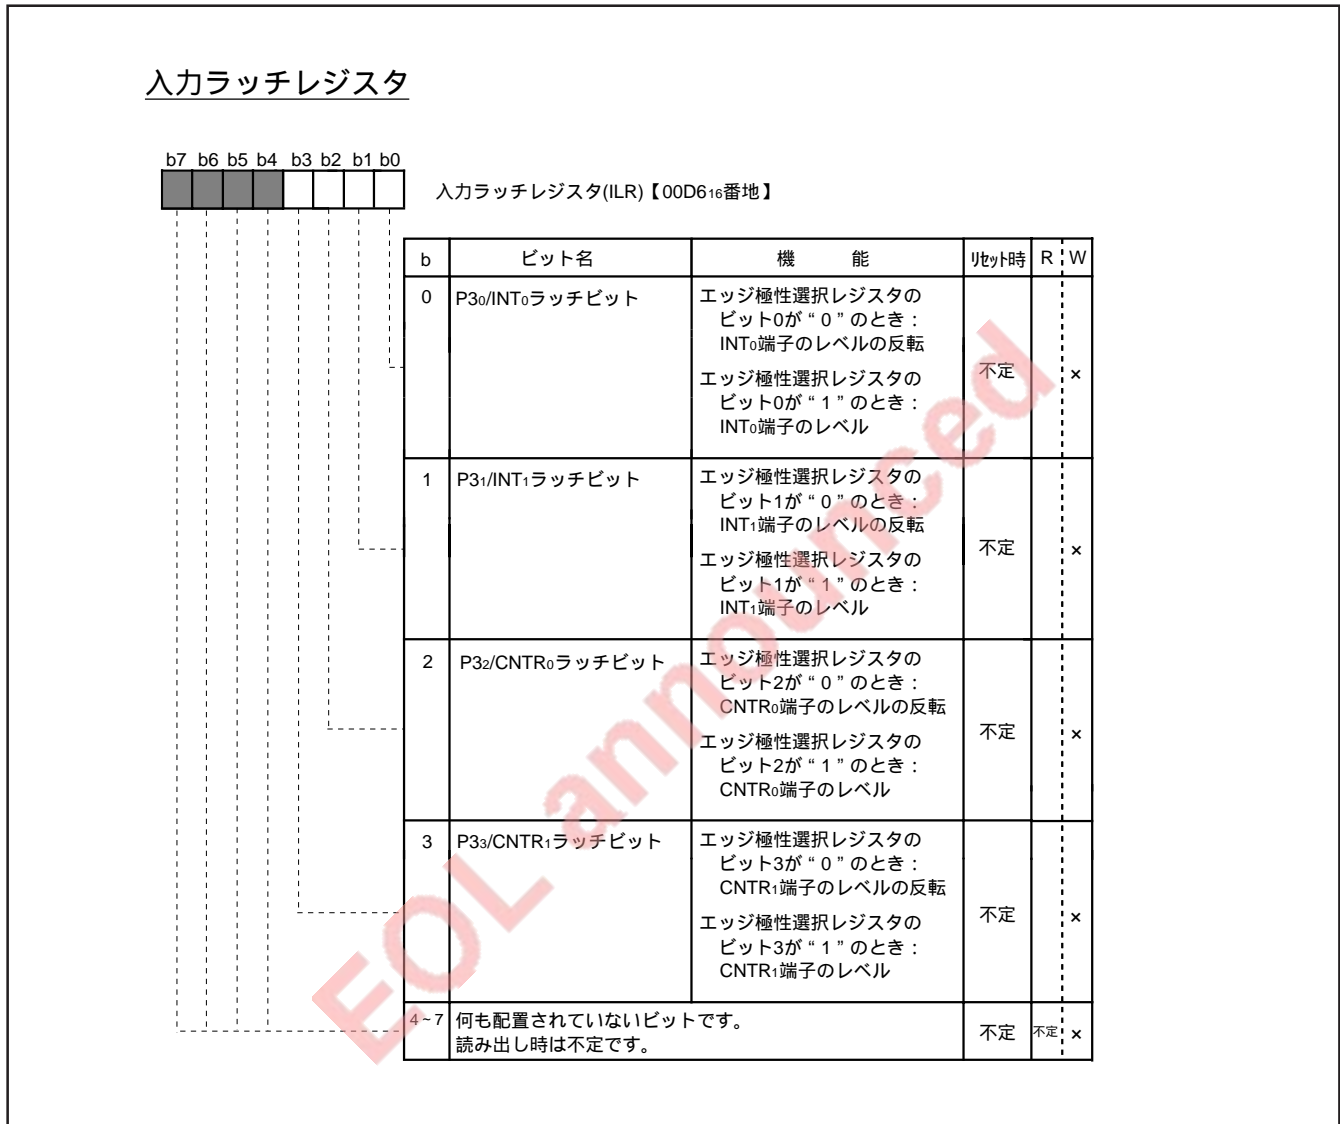 入力ラッチレジスタ
b7 b6 b5 b4 b3 b2 b1 b0
入力ラッチレジスタ(ILR)【00D616番地】
b ビット名 機 能 リセット時 R W
0 P30/INT0ラッチビット エッジ極性選択レジスタの
ビット0が“0”のとき：
INT0端子のレベルの反転
エッジ極性選択レジスタの
ビット0が“1”のとき：
INT0端子のレベル
不定 ×
1 P31/INT1ラッチビット エッジ極性選択レジスタの
ビット1が“0”のとき：
INT1端子のレベルの反転
エッジ極性選択レジスタの
ビット1が“1”のとき：
INT1端子のレベル
不定 ×
2 P32/CNTR0ラッチビット エッジ極性選択レジスタの
ビット2が“0”のとき：
CNTR0端子のレベルの反転
エッジ極性選択レジスタの
ビット2が“1”のとき：
CNTR0端子のレベル
不定 ×
3 P33/CNTR1ラッチビット エッジ極性選択レジスタの
ビット3が“0”のとき：
CNTR1端子のレベルの反転
エッジ極性選択レジスタの
ビット3が“1”のとき：
CNTR1端子のレベル
不定 ×
4~7 何も配置されていないビットです。
読み出し時は不定です。
不定 不定 ×
EOL announced